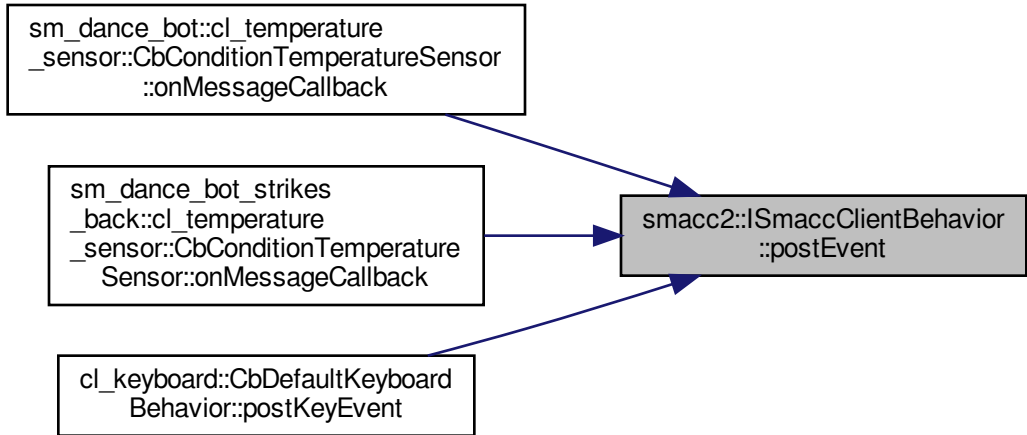 sm_dance_bot::cl_temperature
_sensor::CbConditionTemperatureSensor
::onMessageCallback
sm_dance_bot_strikes
_back::cl_temperature
_sensor::CbConditionTemperature
Sensor::onMessageCallback
cl_keyboard::CbDefaultKeyboard
Behavior::postKeyEvent
smacc2::ISmaccClientBehavior
::postEvent